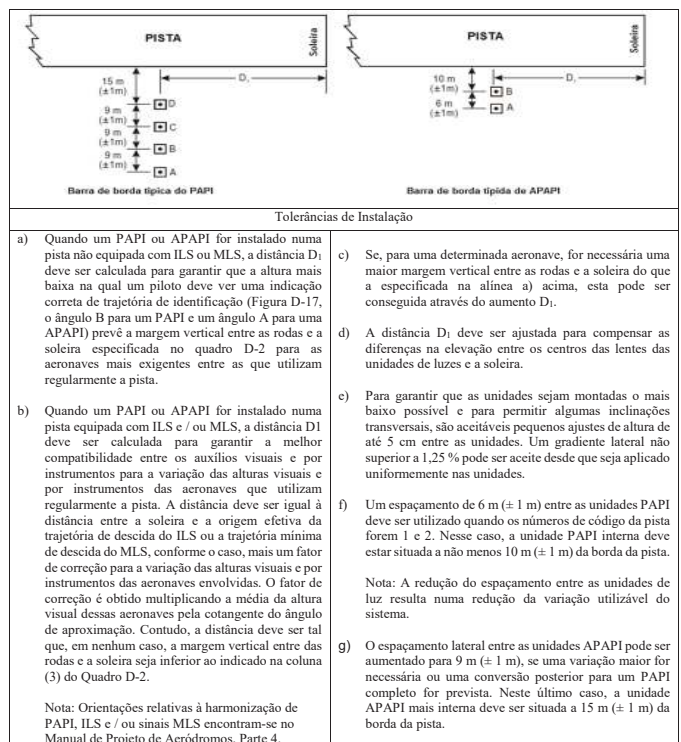 PISTA
Soleira
15 m
(±1m)
D₁
D
9 m
(±1m)
C
9 m
(±1m)
B
9 m
(±1m)
A
Barra de borda típica do PAPI
PISTA
Soleira
10 m
(±1m)
D₁
B
6 m
(±1m)
A
Barra de borda típida de APAPI
Tolerâncias de Instalação
a) Quando um PAPI ou APAPI for instalado numa
pista não equipada com ILS ou MLS, a distância D₁
deve ser calculada para garantir que a altura mais
baixa na qual um piloto deve ver uma indicação
correta de trajetória de identificação (Figura D-17,
o ângulo B para um PAPI e um ângulo A para uma
APAPI) prevê a margem vertical entre as rodas e a
soleira especificada no quadro D-2 para as
aeronaves mais exigentes entre as que utilizam
regularmente a pista.
b) Quando um PAPI ou APAPI for instalado numa
pista equipada com ILS e / ou MLS, a distância D1
deve ser calculada para garantir a melhor
compatibilidade entre os auxílios visuais e por
instrumentos para a variação das alturas visuais e
por instrumentos das aeronaves que utilizam
regularmente a pista. A distância deve ser igual à
distância entre a soleira e a origem efetiva da
trajetória de descida do ILS ou a trajetória mínima
de descida do MLS, conforme o caso, mais um fator
de correção para a variação das alturas visuais e por
instrumentos das aeronaves envolvidas. O fator de
correção é obtido multiplicando a média da altura
visual dessas aeronaves pela cotangente do ângulo
de aproximação. Contudo, a distância deve ser tal
que, em nenhum caso, a margem vertical entre das
rodas e a soleira seja inferior ao indicado na coluna
(3) do Quadro D-2.
Nota: Orientações relativas à harmonização de
PAPI, ILS e / ou sinais MLS encontram-se no
Manual de Projeto de Aeródromos, Parte 4.
c) Se, para uma determinada aeronave, for necessária uma
maior margem vertical entre as rodas e a soleira do que
a especificada na alínea a) acima, esta pode ser
conseguida através do aumento D₁.
d) A distância D₁ deve ser ajustada para compensar as
diferenças na elevação entre os centros das lentes das
unidades de luzes e a soleira.
e) Para garantir que as unidades sejam montadas o mais
baixo possível e para permitir algumas inclinações
transversais, são aceitáveis pequenos ajustes de altura de
até 5 cm entre as unidades. Um gradiente lateral não
superior a 1,25 % pode ser aceite desde que seja aplicado
uniformemente nas unidades.
f) Um espaçamento de 6 m (± 1 m) entre as unidades PAPI
deve ser utilizado quando os números de código da pista
forem 1 e 2. Nesse caso, a unidade PAPI interna deve
estar situada a não menos 10 m (± 1 m) da borda da pista.
Nota: A redução do espaçamento entre as unidades de
luz resulta numa redução da variação utilizável do
sistema.
g) O espaçamento lateral entre as unidades APAPI pode ser
aumentado para 9 m (± 1 m), se uma variação maior for
necessária ou uma conversão posterior para um PAPI
completo for prevista. Neste último caso, a unidade
APAPI mais interna deve ser situada a 15 m (± 1 m) da
borda da pista.